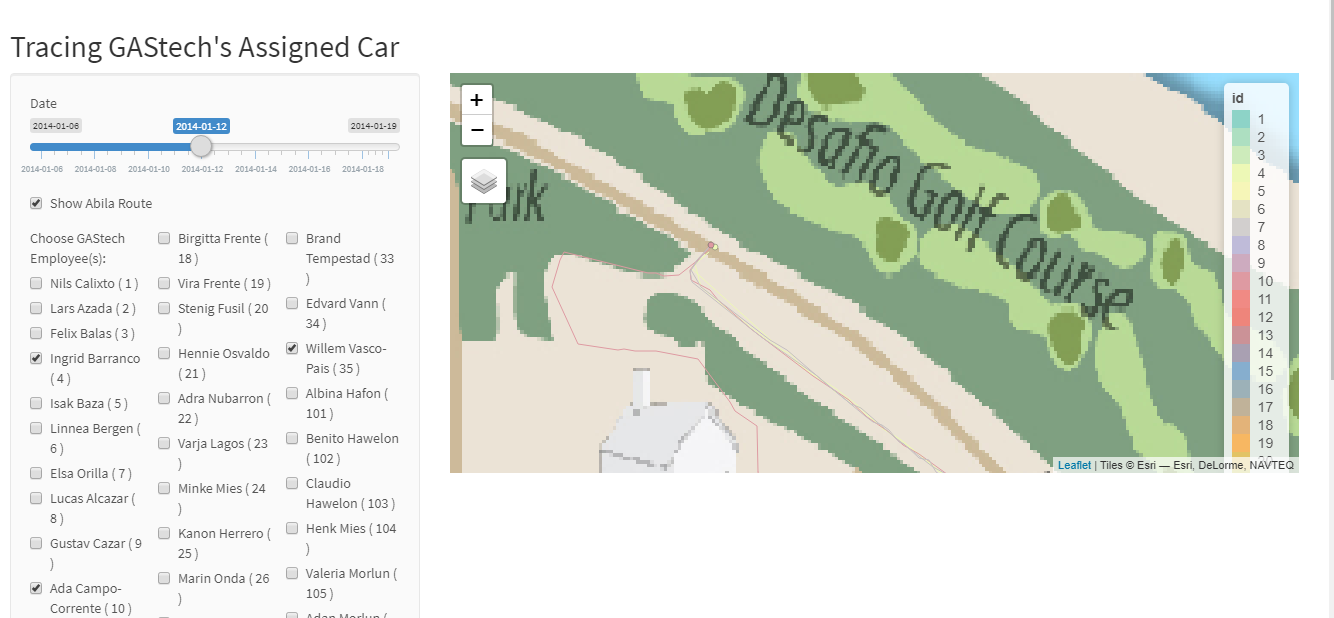 Tracing GAStech's Assigned Car
Date
2014-01-06
2014-01-12
2014-01-19
2014-01-06
2014-01-08
2014-01-10
2014-01-12
2014-01-14
2014-01-16
2014-01-18
Show Abila Route
Choose GAStech
Employee(s):
Nils Calixto ( 1 )
Lars Azada ( 2 )
Felix Balas ( 3 )
Ingrid Barranco
( 4 )
Isak Baza ( 5 )
Linnea Bergen (
6 )
Elsa Orilla ( 7 )
Lucas Alcazar (
8 )
Gustav Cazar ( 9
)
Ada Campo-
Corrente ( 10 )
Birgitta Frente (
18 )
Vira Frente ( 19 )
Stenig Fusil ( 20
)
Hennie Osvaldo
( 21 )
Adra Nubarron (
22 )
Varja Lagos ( 23
)
Minke Mies ( 24
)
Kanon Herrero (
25 )
Marin Onda ( 26
)
Brand
Tempestad ( 33
)
Edvard Vann (
34 )
Willem Vasco-
Pais ( 35 )
Albina Hafon (
101 )
Benito Hawelon
( 102 )
Claudio
Hawelon ( 103 )
Henk Mies ( 104
)
Valeria Morlun (
105 )
Adan Morlun (
+
−
Park
Desafio Golf Course
id
1
2
3
4
5
6
7
8
9
10
11
12
13
14
15
16
17
18
19
20
Leaflet | Tiles © Esri — Esri, DeLorme, NAVTEQ